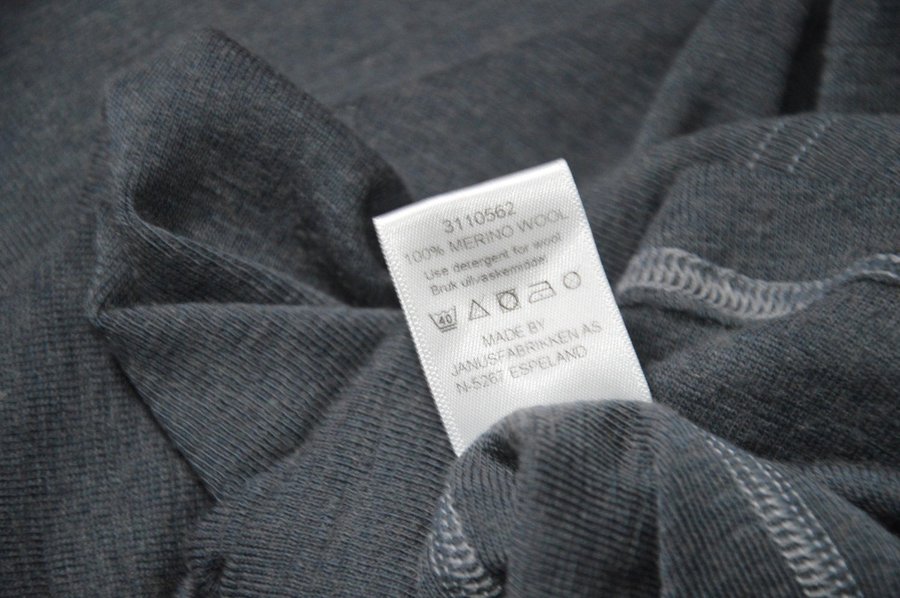 3110562
100% MERINO WOOL
Use detergent for wool
Bruk ullvaskemiddel
40
MADE BY
JANUSFABRIKKEN AS
N-5267 ESPELAND